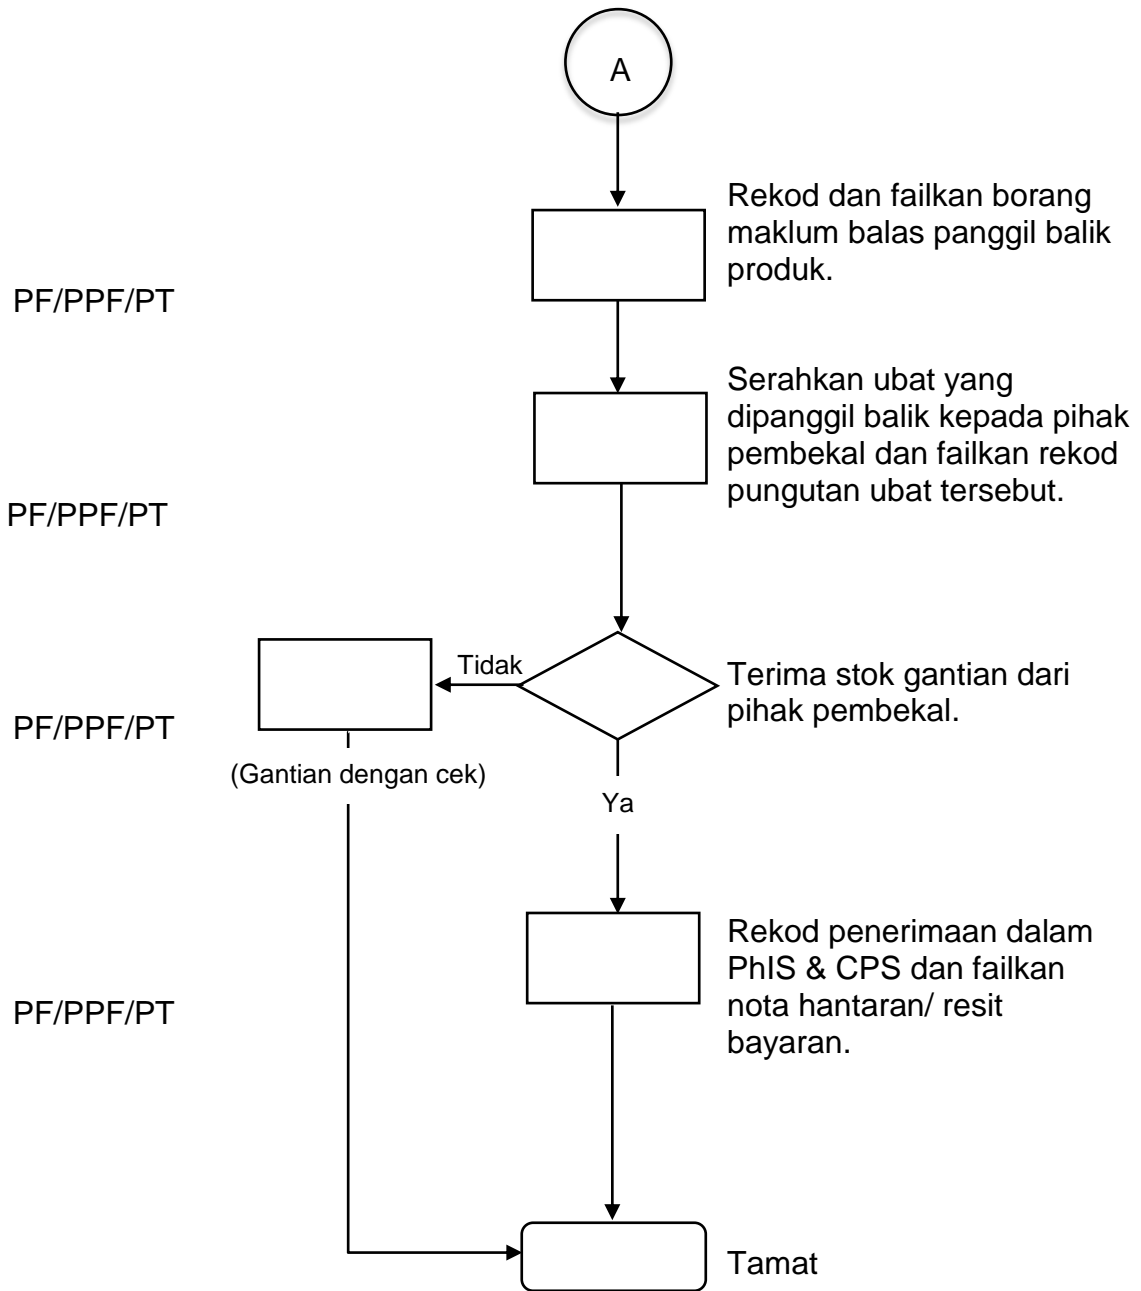 A
Rekod dan failkan borang
maklum balas panggil balik
produk.
PF/PPF/PT
Serahkan ubat yang
dipanggil balik kepada pihak
pembekal dan failkan rekod
pungutan ubat tersebut.
PF/PPF/PT
Tidak
Terima stok gantian dari
pihak pembekal.
PF/PPF/PT
(Gantian dengan cek)
Ya
Rekod penerimaan dalam
PhIS & CPS dan failkan
nota hantaran/ resit
bayaran.
PF/PPF/PT
Tamat